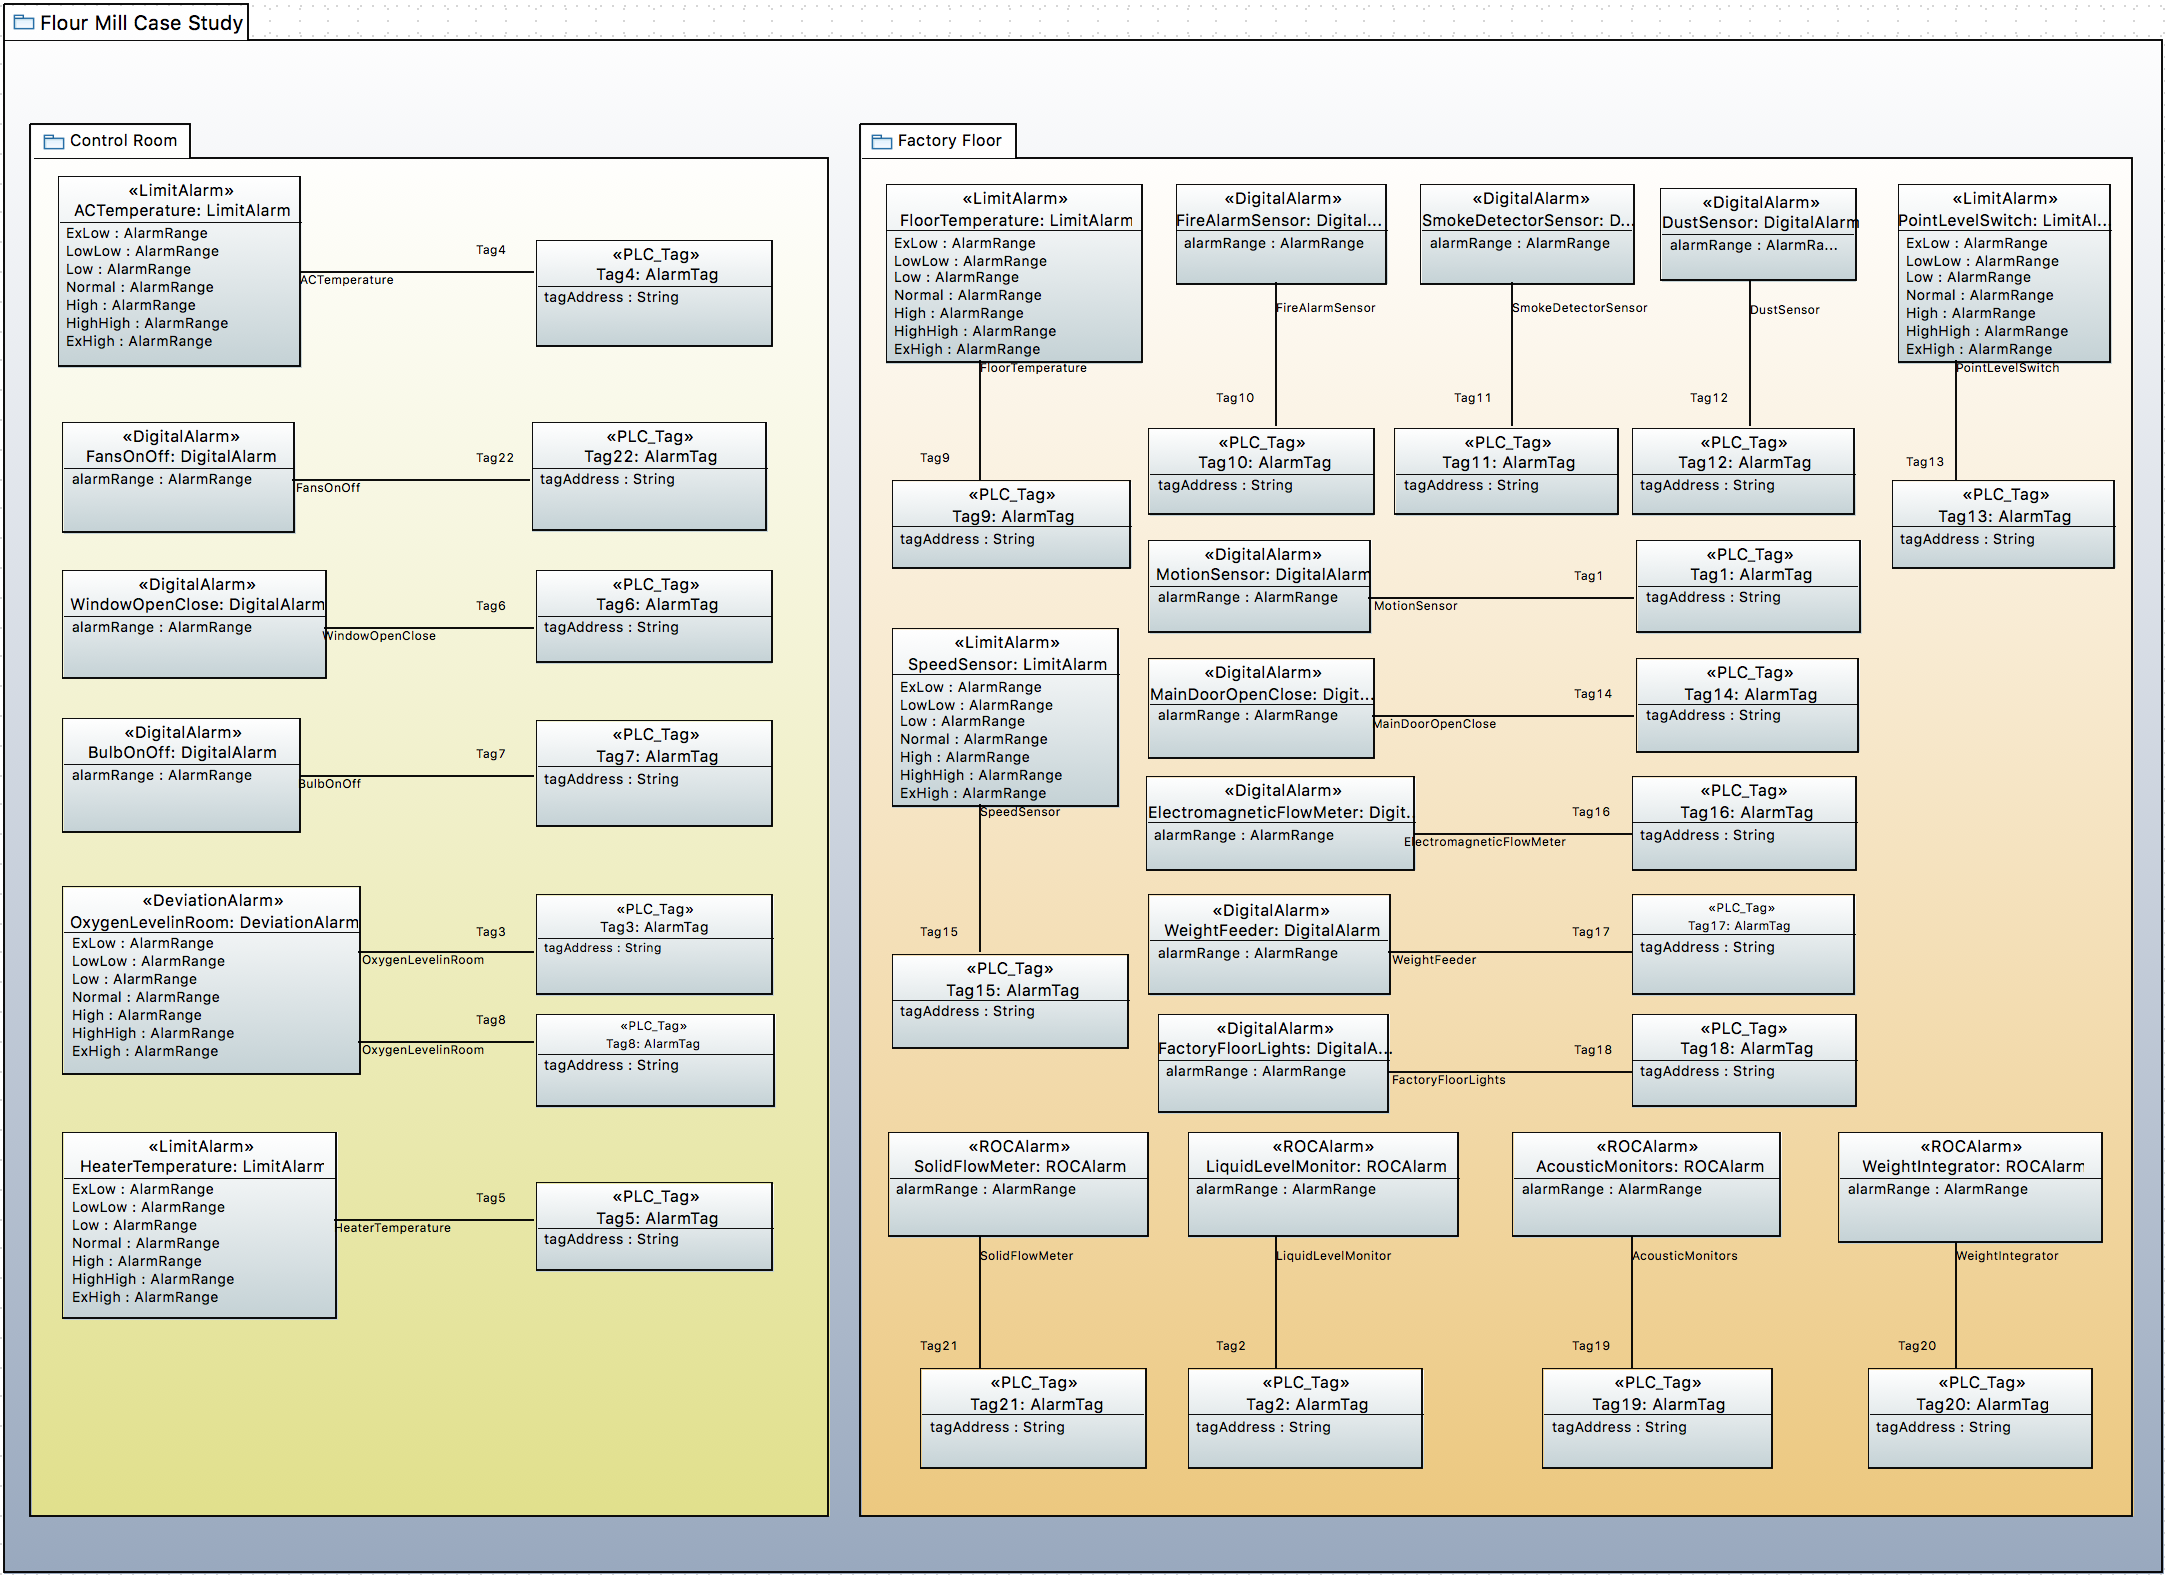 Flour Mill Case Study
Control Room
«LimitAlarm»
ACTemperature: LimitAlarm
ExLow : AlarmRange
LowLow : AlarmRange
Low : AlarmRange
Normal : AlarmRange
High : AlarmRange
HighHigh : AlarmRange
ExHigh : AlarmRange
ACTemperature
Tag4
«PLC_Tag»
Tag4: AlarmTag
tagAddress : String
«DigitalAlarm»
FansOnOff: DigitalAlarm
alarmRange : AlarmRange
FansOnOff
Tag22
«PLC_Tag»
Tag22: AlarmTag
tagAddress : String
«DigitalAlarm»
WindowOpenClose: DigitalAlarm
alarmRange : AlarmRange
WindowOpenClose
Tag6
«PLC_Tag»
Tag6: AlarmTag
tagAddress : String
«DigitalAlarm»
BulbOnOff: DigitalAlarm
alarmRange : AlarmRange
BulbOnOff
Tag7
«PLC_Tag»
Tag7: AlarmTag
tagAddress : String
«DeviationAlarm»
OxygenLevelinRoom: DeviationAlarm
ExLow : AlarmRange
LowLow : AlarmRange
Low : AlarmRange
Normal : AlarmRange
High : AlarmRange
HighHigh : AlarmRange
ExHigh : AlarmRange
OxygenLevelinRoom
Tag3
«PLC_Tag»
Tag3: AlarmTag
tagAddress : String
OxygenLevelinRoom
Tag8
«PLC_Tag»
Tag8: AlarmTag
tagAddress : String
«LimitAlarm»
HeaterTemperature: LimitAlarm
ExLow : AlarmRange
LowLow : AlarmRange
Low : AlarmRange
Normal : AlarmRange
High : AlarmRange
HighHigh : AlarmRange
ExHigh : AlarmRange
HeaterTemperature
Tag5
«PLC_Tag»
Tag5: AlarmTag
tagAddress : String
Factory Floor
«LimitAlarm»
FloorTemperature: LimitAlarm
ExLow : AlarmRange
LowLow : AlarmRange
Low : AlarmRange
Normal : AlarmRange
High : AlarmRange
HighHigh : AlarmRange
ExHigh : AlarmRange
FloorTemperature
Tag9
«PLC_Tag»
Tag9: AlarmTag
tagAddress : String
«DigitalAlarm»
FireAlarmSensor: Digital...
alarmRange : AlarmRange
FireAlarmSensor
Tag10
«PLC_Tag»
Tag10: AlarmTag
tagAddress : String
«DigitalAlarm»
SmokeDetectorSensor: D...
alarmRange : AlarmRange
SmokeDetectorSensor
Tag11
«PLC_Tag»
Tag11: AlarmTag
tagAddress : String
«DigitalAlarm»
DustSensor: DigitalAlarm
alarmRange : AlarmRa...
DustSensor
Tag12
«PLC_Tag»
Tag12: AlarmTag
tagAddress : String
«LimitAlarm»
PointLevelSwitch: LimitAl...
ExLow : AlarmRange
LowLow : AlarmRange
Low : AlarmRange
Normal : AlarmRange
High : AlarmRange
HighHigh : AlarmRange
ExHigh : AlarmRange
PointLevelSwitch
Tag13
«PLC_Tag»
Tag13: AlarmTag
tagAddress : String
«DigitalAlarm»
MotionSensor: DigitalAlarm
alarmRange : AlarmRange
MotionSensor
Tag1
«PLC_Tag»
Tag1: AlarmTag
tagAddress : String
«LimitAlarm»
SpeedSensor: LimitAlarm
ExLow : AlarmRange
LowLow : AlarmRange
Low : AlarmRange
Normal : AlarmRange
High : AlarmRange
HighHigh : AlarmRange
ExHigh : AlarmRange
SpeedSensor
Tag15
«PLC_Tag»
Tag15: AlarmTag
tagAddress : String
«DigitalAlarm»
MainDoorOpenClose: Digit...
alarmRange : AlarmRange
MainDoorOpenClose
Tag14
«PLC_Tag»
Tag14: AlarmTag
tagAddress : String
«DigitalAlarm»
ElectromagneticFlowMeter: Digit...
alarmRange : AlarmRange
ElectromagneticFlowMeter
Tag16
«PLC_Tag»
Tag16: AlarmTag
tagAddress : String
«DigitalAlarm»
WeightFeeder: DigitalAlarm
alarmRange : AlarmRange
WeightFeeder
Tag17
«PLC_Tag»
Tag17: AlarmTag
tagAddress : String
«DigitalAlarm»
FactoryFloorLights: DigitalA...
alarmRange : AlarmRange
FactoryFloorLights
Tag18
«PLC_Tag»
Tag18: AlarmTag
tagAddress : String
«ROCAlarm»
SolidFlowMeter: ROCAlarm
alarmRange : AlarmRange
SolidFlowMeter
Tag21
«PLC_Tag»
Tag21: AlarmTag
tagAddress : String
«ROCAlarm»
LiquidLevelMonitor: ROCAlarm
alarmRange : AlarmRange
LiquidLevelMonitor
Tag2
«PLC_Tag»
Tag2: AlarmTag
tagAddress : String
«ROCAlarm»
AcousticMonitors: ROCAlarm
alarmRange : AlarmRange
AcousticMonitors
Tag19
«PLC_Tag»
Tag19: AlarmTag
tagAddress : String
«ROCAlarm»
WeightIntegrator: ROCAlarm
alarmRange : AlarmRange
WeightIntegrator
Tag20
«PLC_Tag»
Tag20: AlarmTag
tagAddress : String